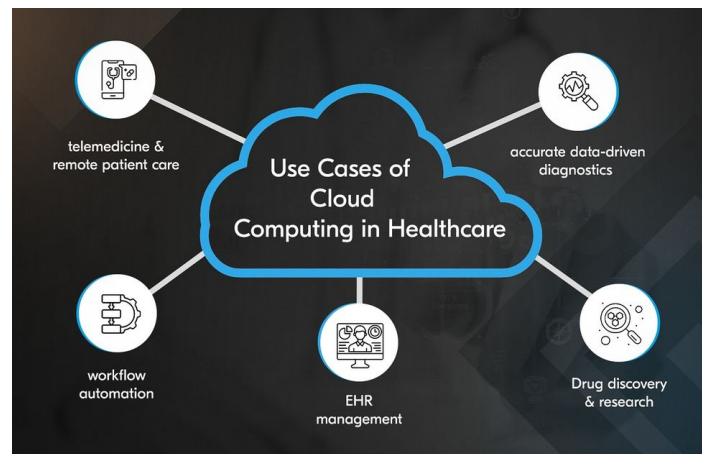 Use Cases of
Cloud
Computing in Healthcare
telemedicine &
remote patient care
accurate data-driven
diagnostics
workflow
automation
EHR
management
Drug discovery
& research